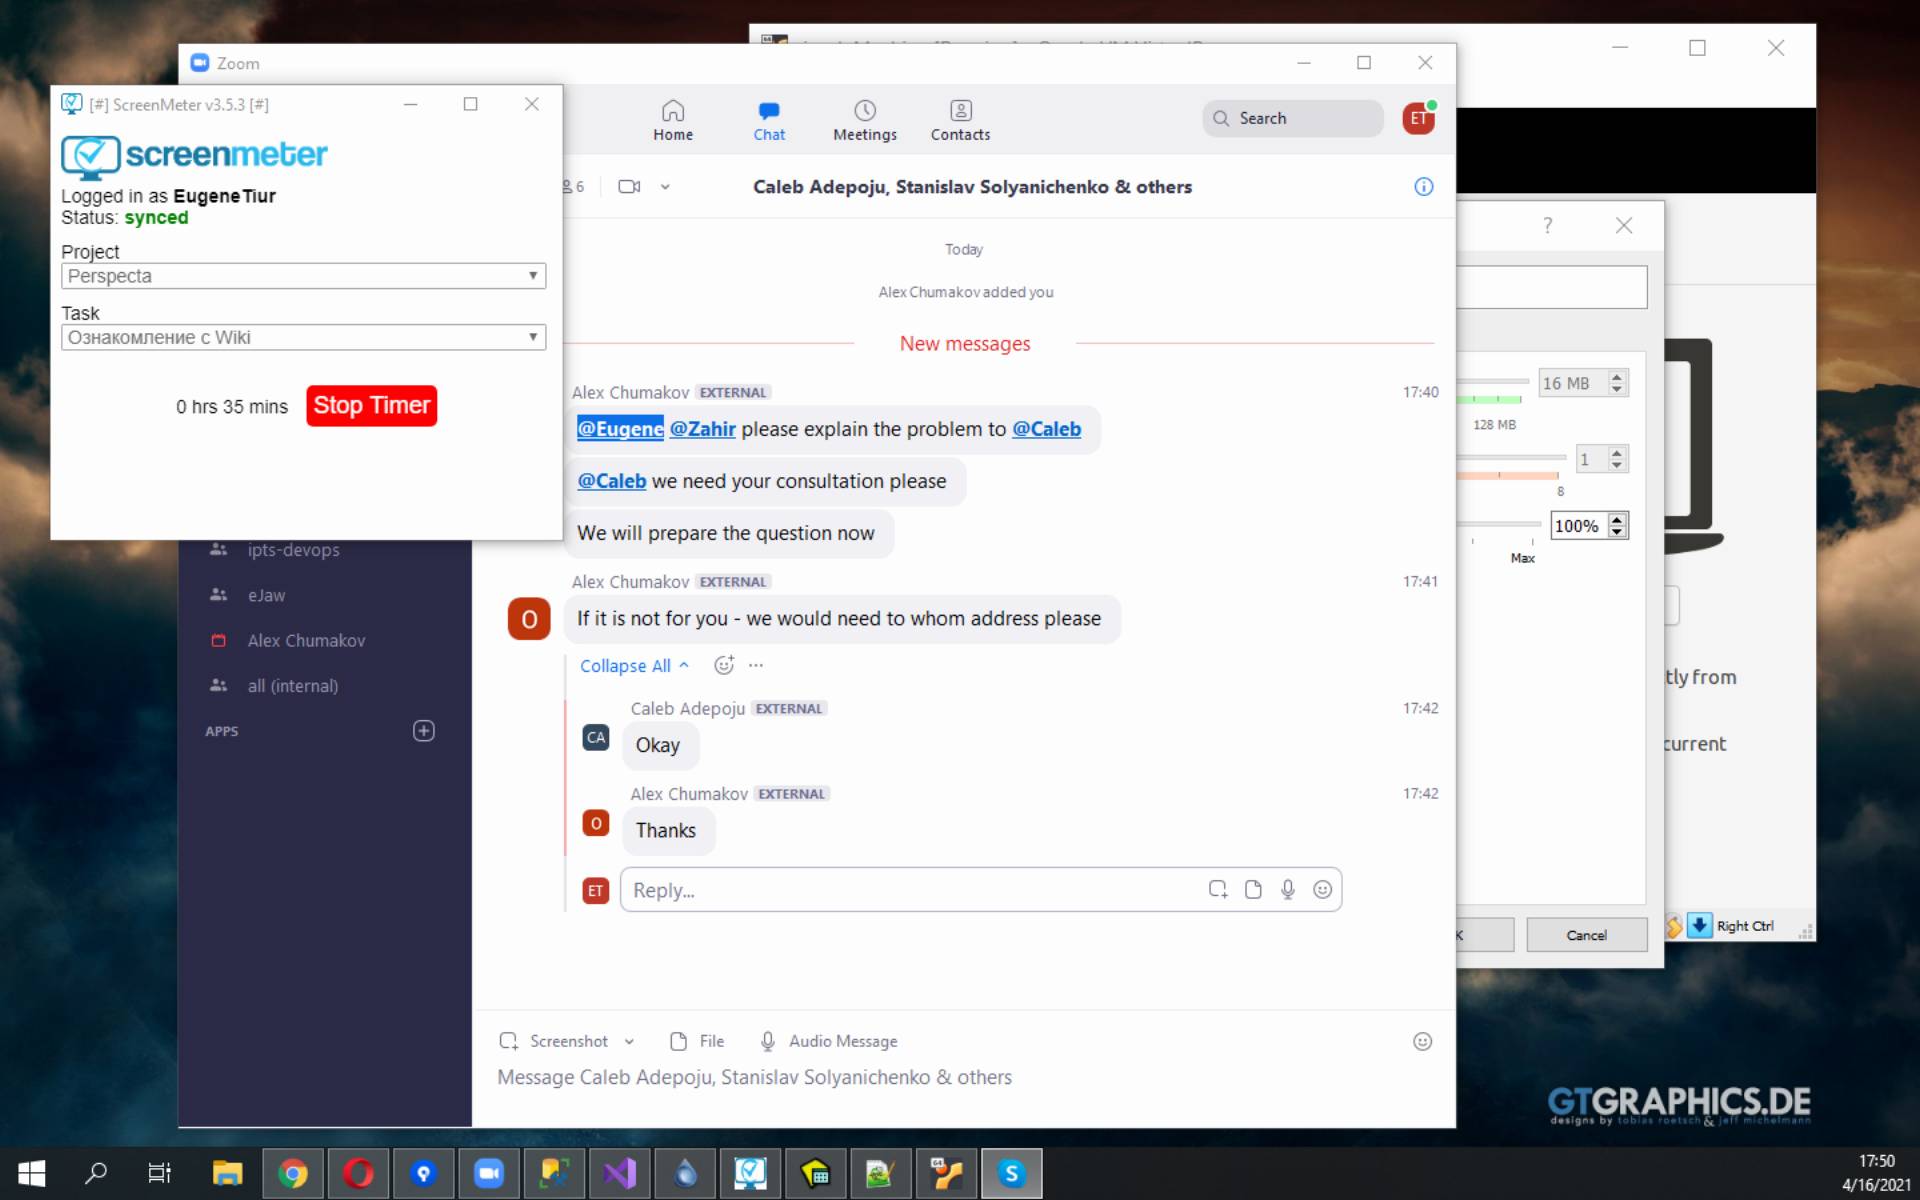 Zoom
[#] ScreenMeter v3.5.3 [#]
screenmeter
Logged in as EugeneTiur
Status: synced
Project
Perspecta
Task
Ознакомление с Wiki
0 hrs 35 mins
Stop Timer
Home
Chat
Meetings
Contacts
Search
ET
6
Caleb Adepoju, Stanislav Solyanichenko & others
Today
Alex Chumakov added you
New messages
Alex Chumakov EXTERNAL
17:40
@Eugene @Zahir please explain the problem to @Caleb
@Caleb we need your consultation please
We will prepare the question now
Alex Chumakov EXTERNAL
17:41
O
If it is not for you - we would need to whom address please
Collapse All
Caleb Adepoju EXTERNAL
17:42
CA
Okay
Alex Chumakov EXTERNAL
17:42
O
Thanks
ET
Reply...
ipts-devops
eJaw
Alex Chumakov
all (internal)
APPS
Screenshot
File
Audio Message
Message Caleb Adepoju, Stanislav Solyanichenko & others
?
16 MB
128 MB
1
8
100%
Max
tly from
current
K
Cancel
Right Ctrl
GTGRAPHICS.DE
designs by tobias roetsch & jeff michelmann
64
S
17:50
4/16/2021